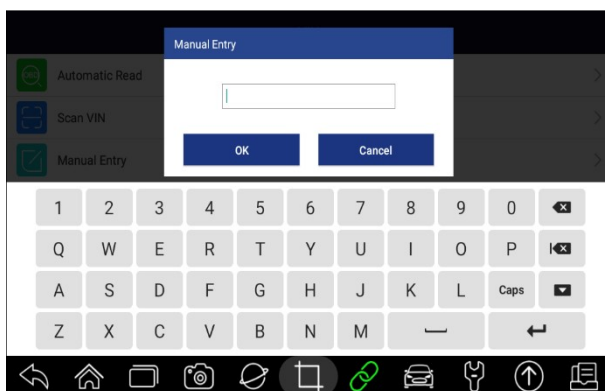 Manual Entry
OBD
Automatic Read
Scan VIN
OK
Cancel
Manual Entry
1 2 3 4 5 6 7 8 9 0
Q W E R T Y U I O P
A S D F G H J K L Caps
Z X C V B N M